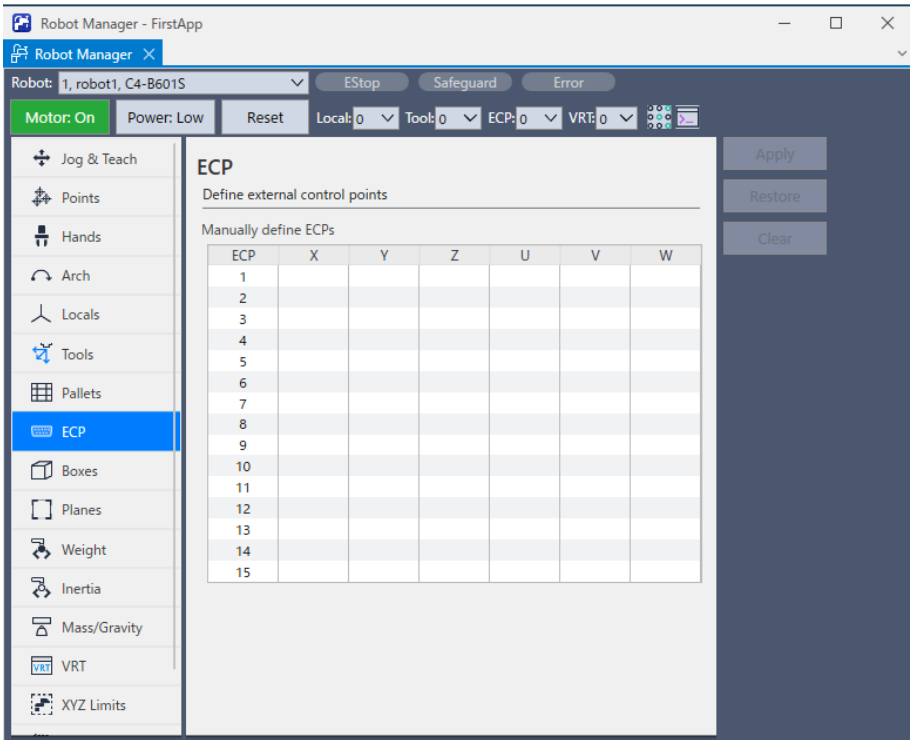 Robot Manager - FirstApp
Robot Manager
Robot: 1, robot1, C4-B601S EStop Safeguard Error
Motor: On Power: Low Reset Local: 0 Tool: 0 ECP: 0 VRT: 0
Jog & Teach
Points
Hands
Arch
Locals
Tools
Pallets
ECP
Boxes
Planes
Weight
Inertia
Mass/Gravity
VRT VRT
XYZ Limits
ECP
Define external control points
Manually define ECPs
ECP X Y Z U V W
1
2
3
4
5
6
7
8
9
10
11
12
13
14
15
Apply
Restore
Clear